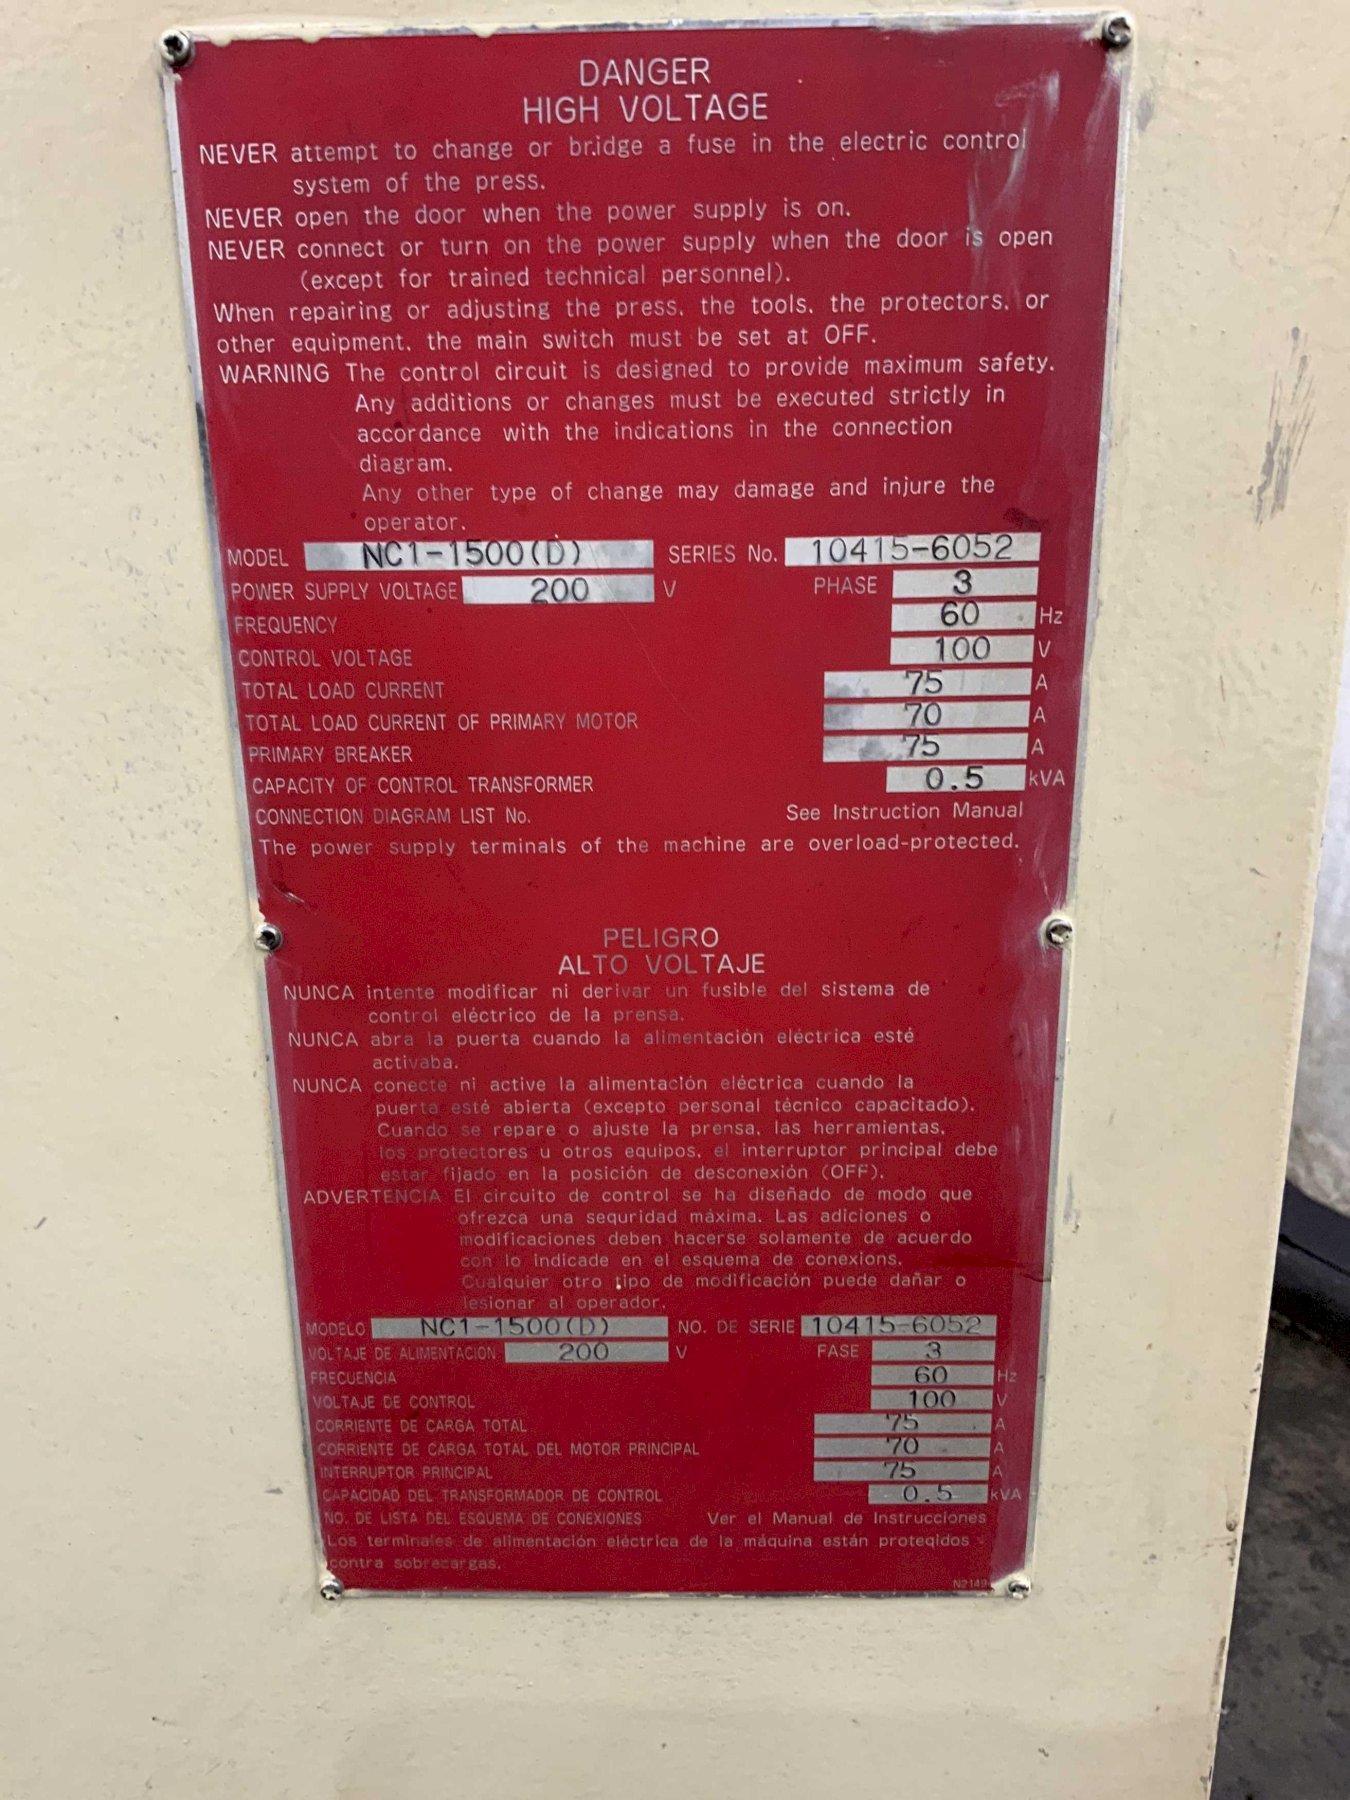 DANGER
HIGH VOLTAGE
NEVER attempt to change or bridge a fuse in the electric control
system of the press.
NEVER open the door when the power supply is on.
NEVER connect or turn on the power supply when the door is open
(except for trained technical personnel).
When repairing or adjusting the press, the tools, the protectors, or
other equipment, the main switch must be set at OFF.
WARNING The control circuit is designed to provide maximum safety.
Any additions or changes must be executed strictly in
accordance with the indications in the connection
diagram.
Any other type of change may damage and injure the
operator.
MODEL NC1-1500(D) SERIES No. 10415-6052
POWER SUPPLY VOLTAGE 200 V PHASE 3
FREQUENCY 60 Hz
CONTROL VOLTAGE 100 V
TOTAL LOAD CURRENT 75 A
TOTAL LOAD CURRENT OF PRIMARY MOTOR 70 A
PRIMARY BREAKER 75 A
CAPACITY OF CONTROL TRANSFORMER 0.5 kVA
CONNECTION DIAGRAM LIST No. See Instruction Manual
The power supply terminals of the machine are overload-protected.
PELIGRO
ALTO VOLTAJE
NUNCA intente modificar ni derivar un fusible del sistema de
control eléctrico de la prensa.
NUNCA abra la puerta cuando la alimentación eléctrica esté
activaba.
NUNCA conecte ni active la alimentación eléctrica cuando la
puerta esté abierta (excepto personal técnico capacitado).
Cuando se repare o ajuste la prensa, las herramientas,
los protectores u otros equipos, el interruptor principal debe
estar fijado en la posición de desconexión (OFF).
ADVERTENCIA El circuito de control se ha diseñado de modo que
ofrezca una sequridad máxima. Las adiciones o
modificaciones deben hacerse solamente de acuerdo
con lo indicade en el esquema de conexions.
Cualquier otro tipo de modificación puede dañar o
lesionar al operador.
MODELO NC1-1500(D) NO. DE SERIE 10415-6052
VOLTAJE DE ALIMENTACION 200 V FASE 3
FRECUENCIA 60 Hz
VOLTAJE DE CONTROL 100 V
CORRIENTE DE CARGA TOTAL 75 A
CORRIENTE DE CARGA TOTAL DEL MOTOR PRINCIPAL 70 A
INTERRUPTOR PRINCIPAL 75 A
CAPACIDAD DEL TRANSFORMADOR DE CONTROL 0.5 kVA
NO. DE LISTA DEL ESQUEMA DE CONEXIONES Ver el Manual de Instrucciones
Los terminales de alimentación eléctrica de la máquina están proteqidos
contra sobrecargas.